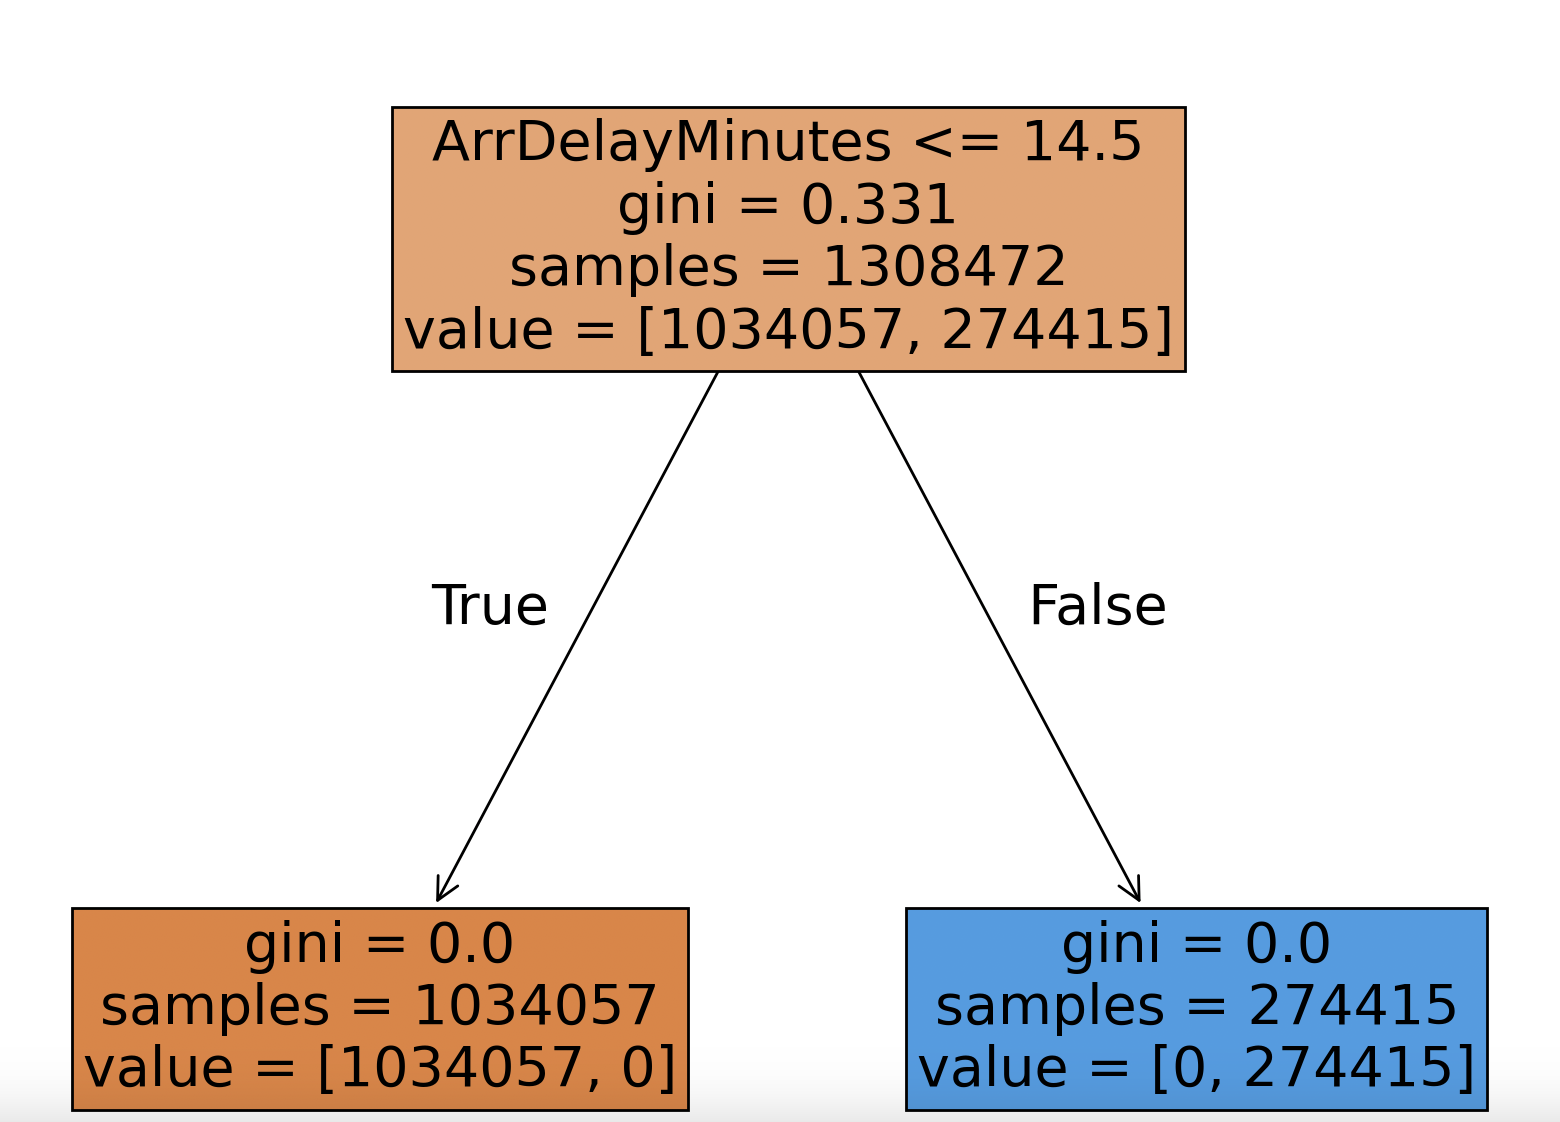 ArrDelayMinutes <= 14.5
gini = 0.331
samples = 1308472
value = [1034057, 274415]
True
False
gini = 0.0
samples = 1034057
value = [1034057, 0]
gini = 0.0
samples = 274415
value = [0, 274415]